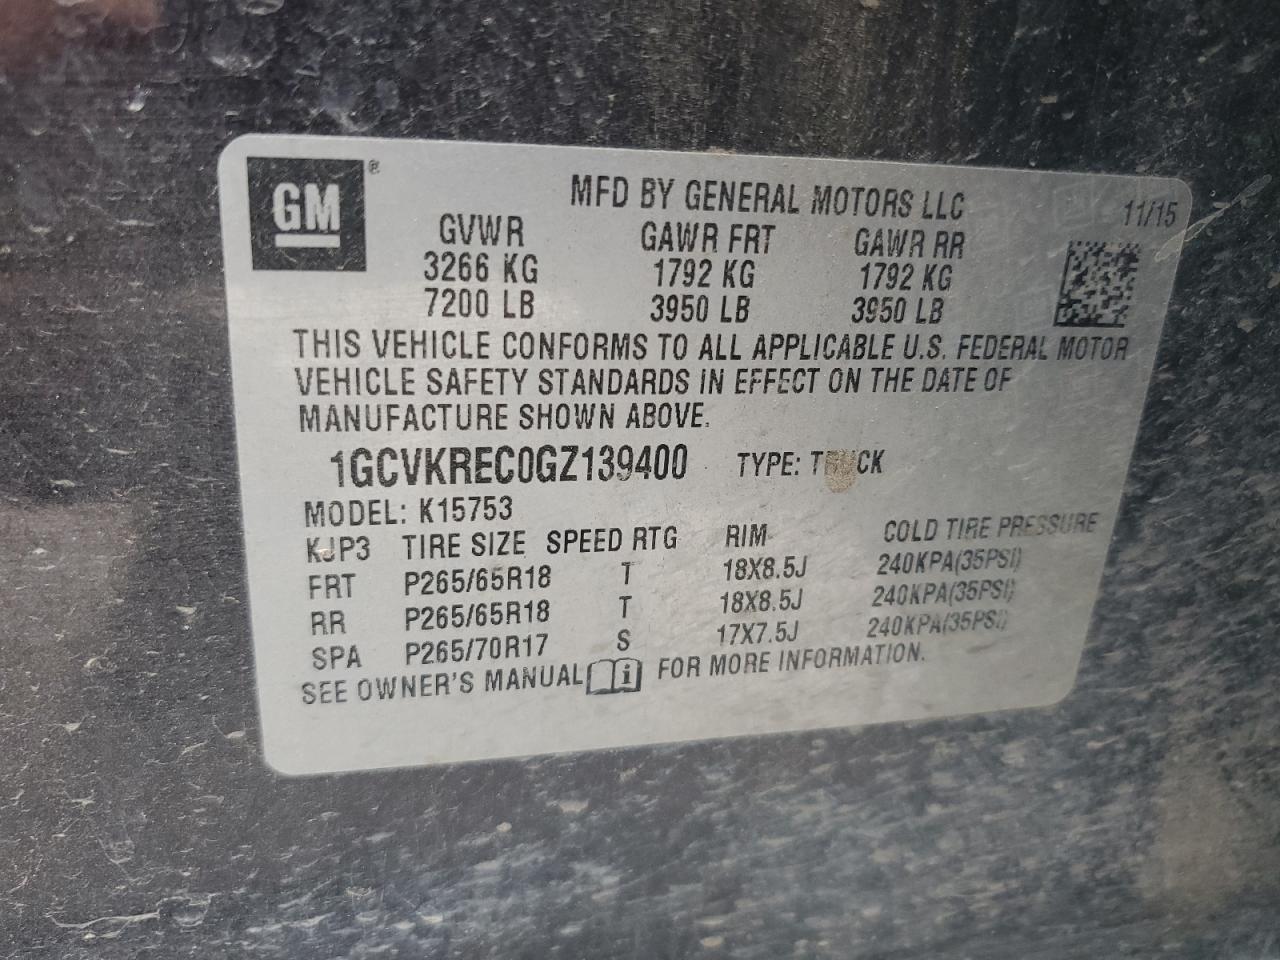 GM®
MFD BY GENERAL MOTORS LLC
11/15
GVWR GAWR FRT GAWR RR
3266 KG 1792 KG 1792 KG
7200 LB 3950 LB 3950 LB
THIS VEHICLE CONFORMS TO ALL APPLICABLE U.S. FEDERAL MOTOR
VEHICLE SAFETY STANDARDS IN EFFECT ON THE DATE OF
MANUFACTURE SHOWN ABOVE.
1GCVKREC0GZ139400 TYPE: TRUCK
MODEL: K15753
KJP3 TIRE SIZE SPEED RTG RIM COLD TIRE PRESSURE
FRT P265/65R18 T 18X8.5J 240KPA(35PSI)
RR P265/65R18 T 18X8.5J 240KPA(35PSI)
SPA P265/70R17 S 17X7.5J 240KPA(35PSI)
SEE OWNER'S MANUAL i FOR MORE INFORMATION.